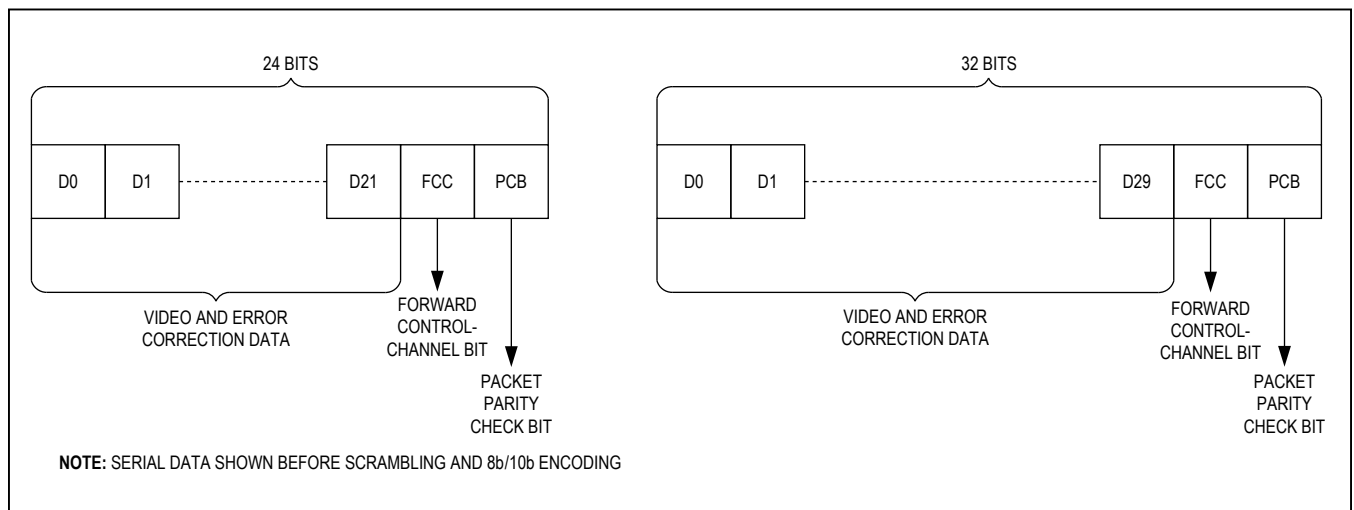 24 BITS
32 BITS
D0 D1 D21 FCC PCB
D0 D1 D29 FCC PCB
VIDEO AND ERROR
CORRECTION DATA
FORWARD
CONTROL-
CHANNEL BIT
PACKET
PARITY
CHECK BIT
VIDEO AND ERROR
CORRECTION DATA
FORWARD
CONTROL-
CHANNEL BIT
PACKET
PARITY
CHECK BIT
NOTE: SERIAL DATA SHOWN BEFORE SCRAMBLING AND 8b/10b ENCODING